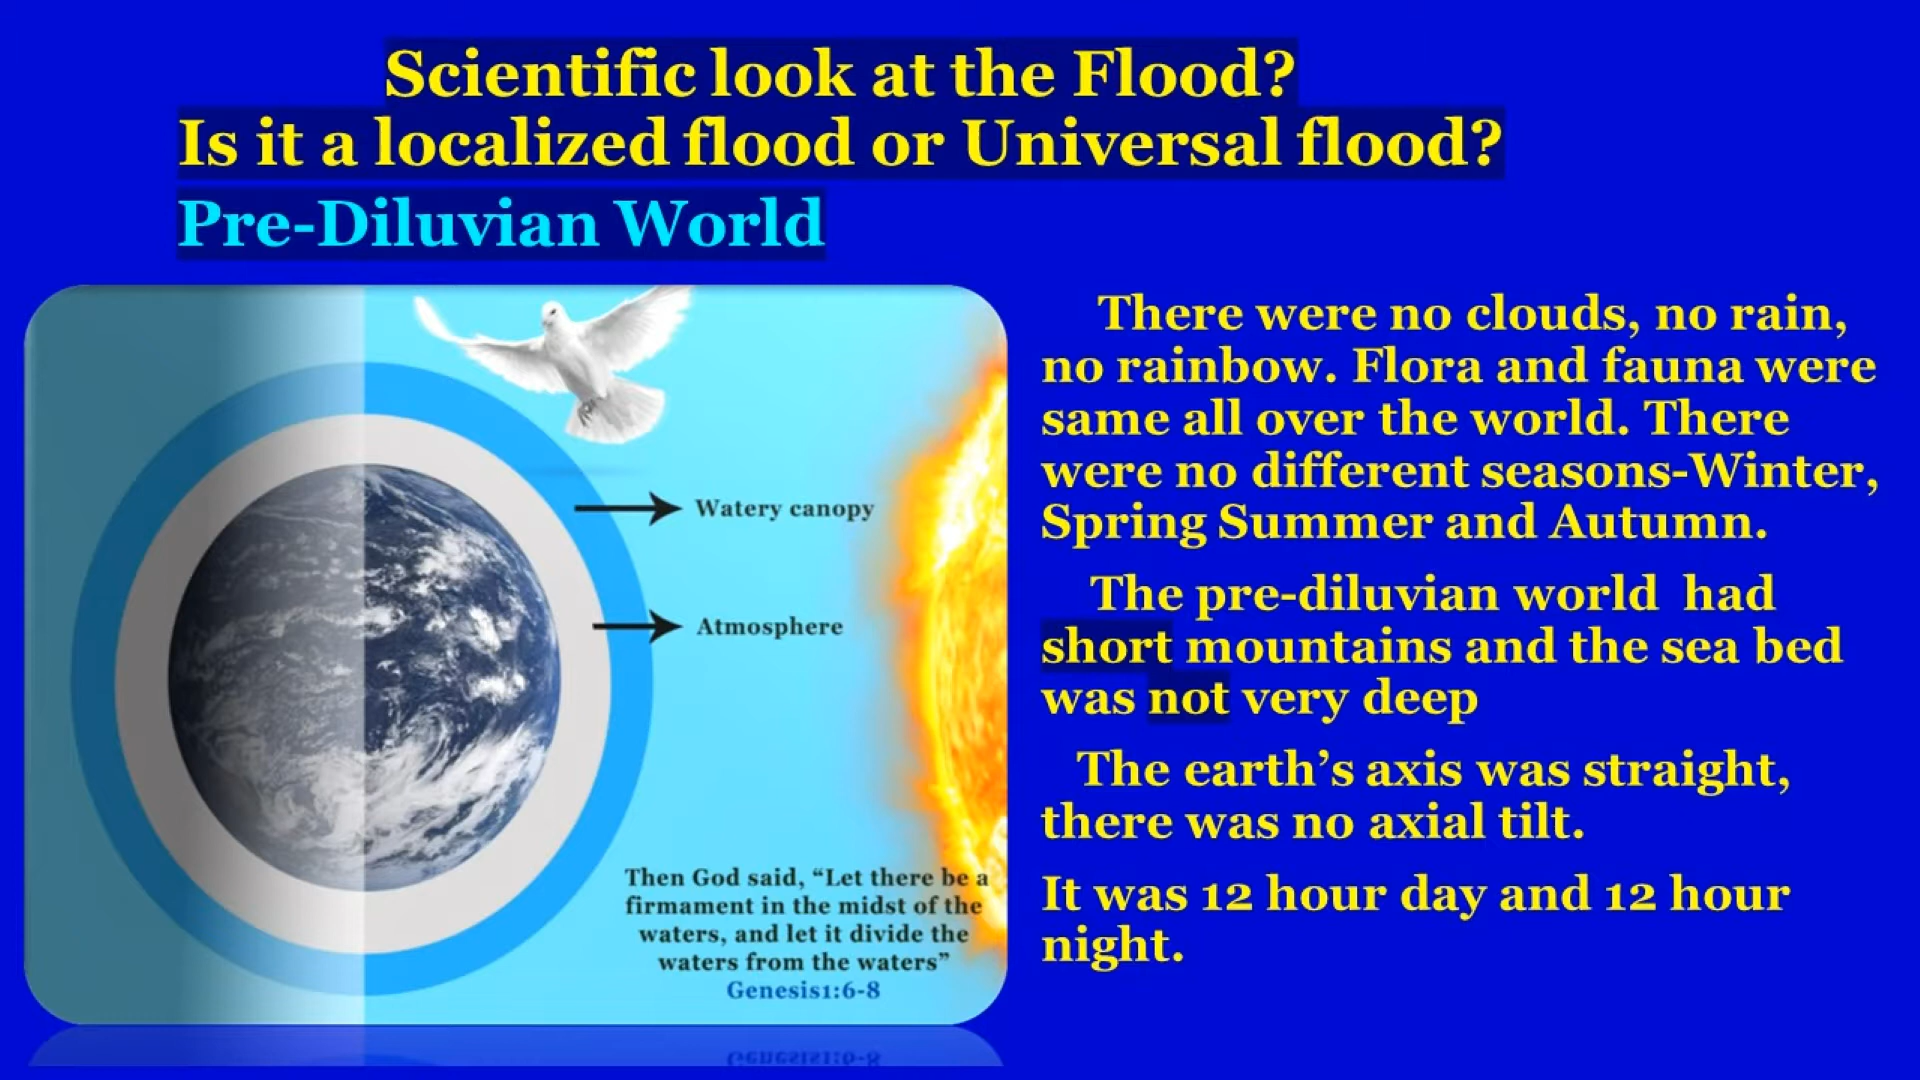 Scientific look at the Flood?
Is it a localized flood or Universal flood?
Pre-Diluvian World
Watery canopy
Atmosphere
Then God said, “Let there be a
firmament in the midst of the
waters, and let it divide the
waters from the waters”
Genesis1:6-8
There were no clouds, no rain,
no rainbow. Flora and fauna were
same all over the world. There
were no different seasons-Winter,
Spring Summer and Autumn.
The pre-diluvian world had
short mountains and the sea bed
was not very deep
The earth’s axis was straight,
there was no axial tilt.
It was 12 hour day and 12 hour
night.